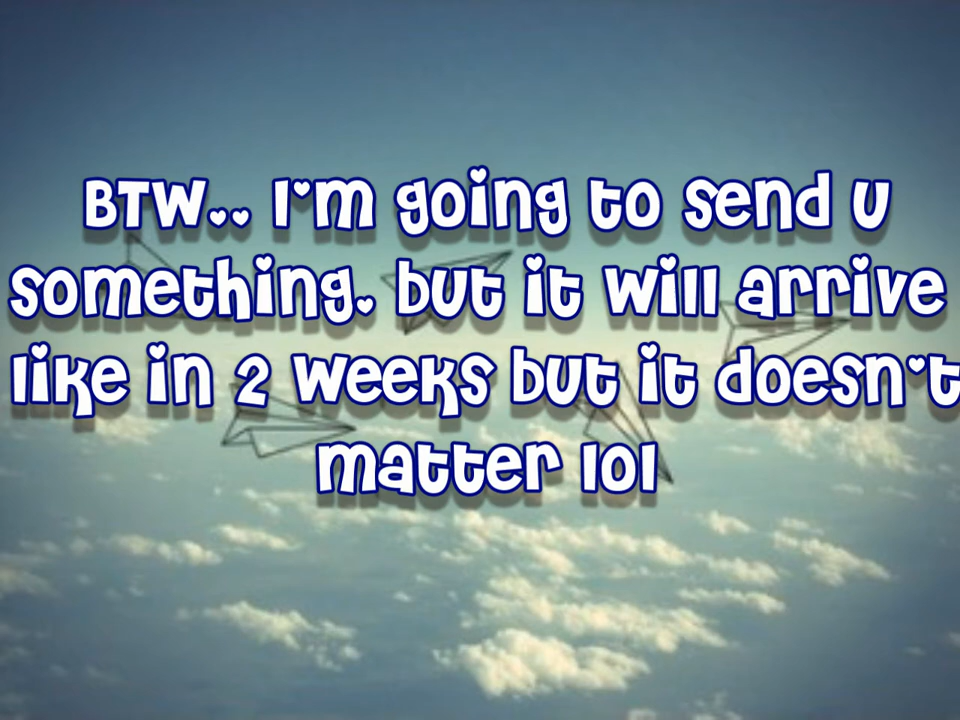 BTW.. I'm going to send u
something. but it will arrive
like in 2 weeks but it doesn't
matter lol